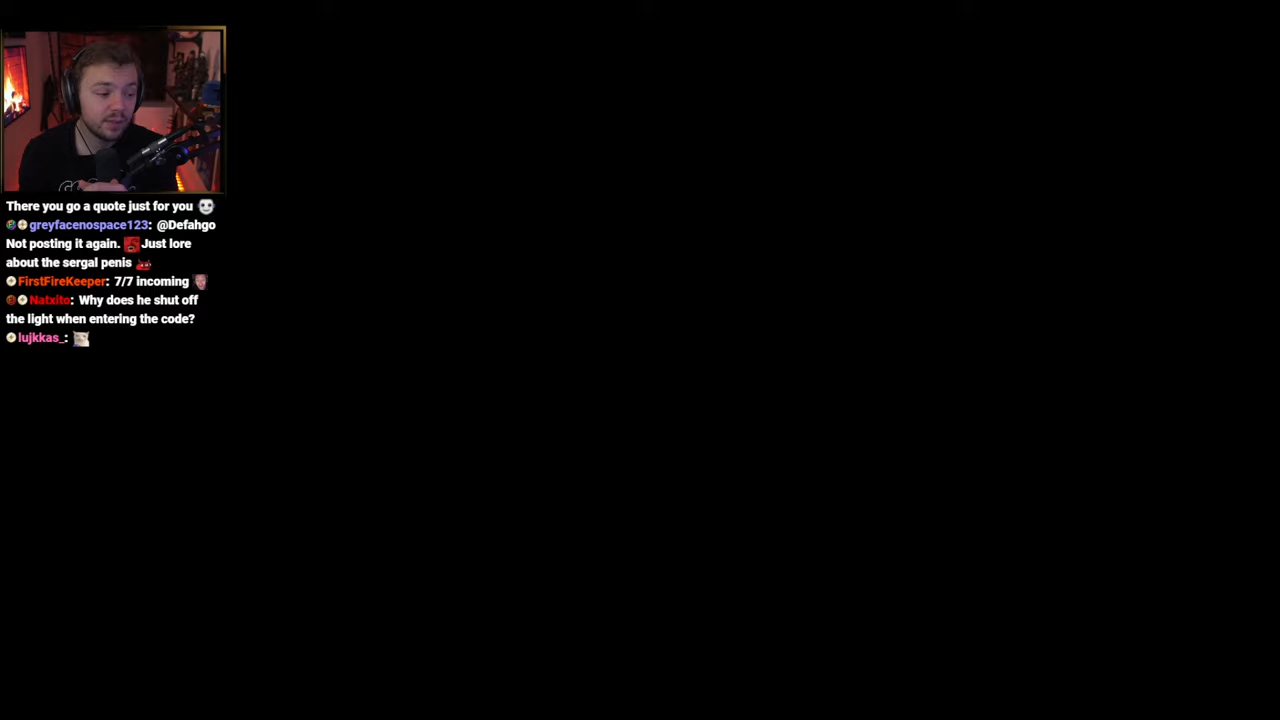 There you go a quote just for you
greyfacenospace123: @Defahgo
Not posting it again. Just lore
about the sergal penis
FirstFireKeeper: 7/7 incoming
Natxito: Why does he shut off
the light when entering the code?
lujkkas_: